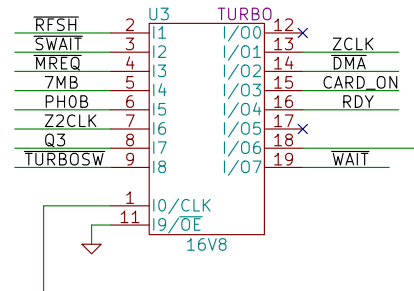 U3 TURBO
RFSH 2 I1 I/O0 12
SWAIT 3 I2 I/O1 13 ZCLK
MREQ 4 I3 I/O2 14 DMA
7MB 5 I4 I/O3 15 CARD_ON
PH0B 6 I5 I/O4 16 RDY
Z2CLK 7 I6 I/O5 17
Q3 8 I7 I/O6 18
TURBOSW 9 I8 I/O7 19 WAIT
1 I0/CLK
11 I9/OE
16V8